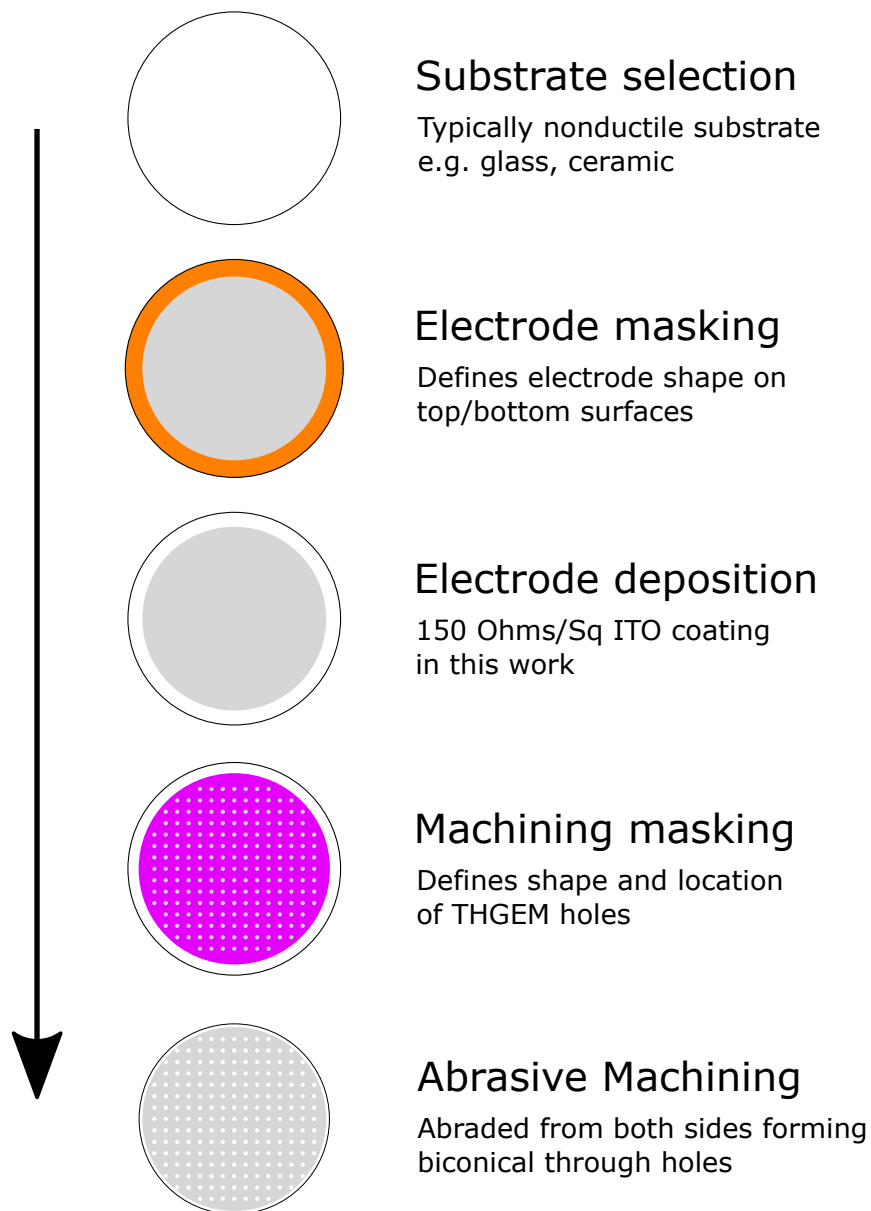 Substrate selection
Typically nonductile substrate
e.g. glass, ceramic
Electrode masking
Defines electrode shape on
top/bottom surfaces
Electrode deposition
150 Ohms/Sq ITO coating
in this work
Machining masking
Defines shape and location
of THGEM holes
Abrasive Machining
Abraded from both sides forming
biconical through holes